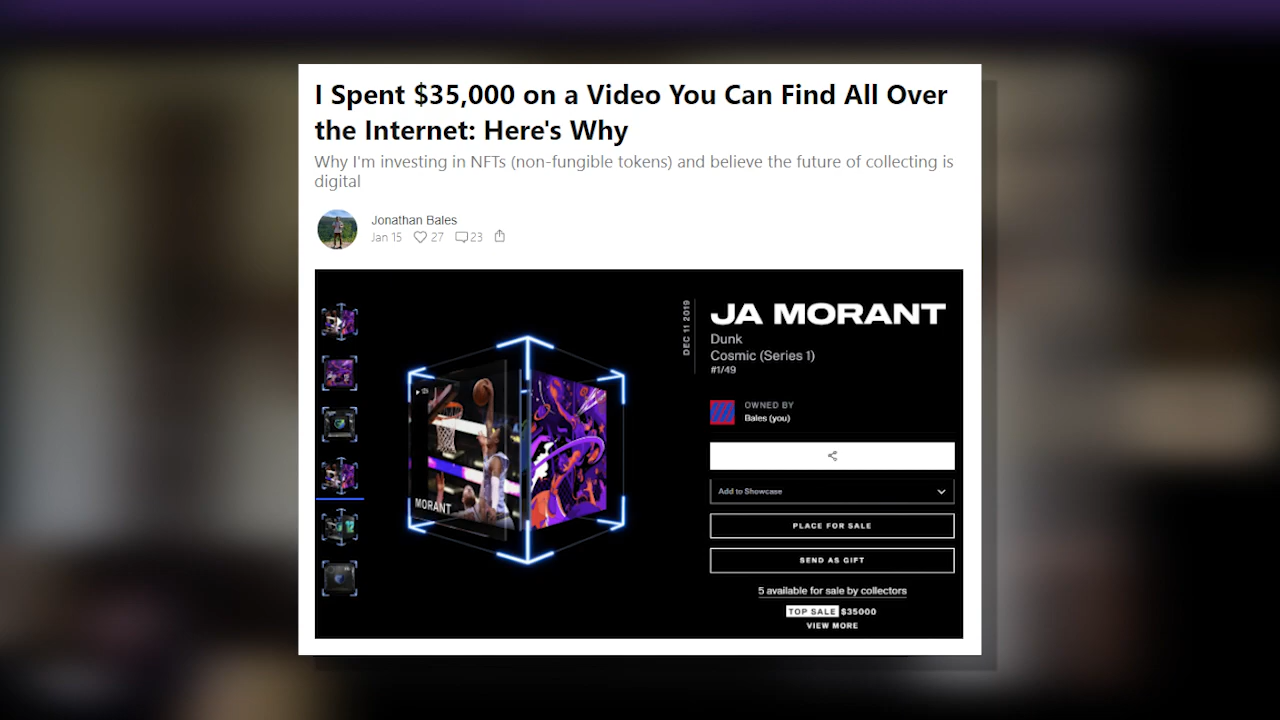 I Spent $35,000 on a Video You Can Find All Over
the Internet: Here's Why
Why I'm investing in NFTs (non-fungible tokens) and believe the future of collecting is
digital
Jonathan Bales
Jan 15 27 23
DEC 11 2019
JA MORANT
Dunk
Cosmic (Series 1)
#1/49
OWNED BY
Bales (you)
MORANT
Add to Showcase
PLACE FOR SALE
SEND AS GIFT
5 available for sale by collectors
TOP SALE $35000
VIEW MORE